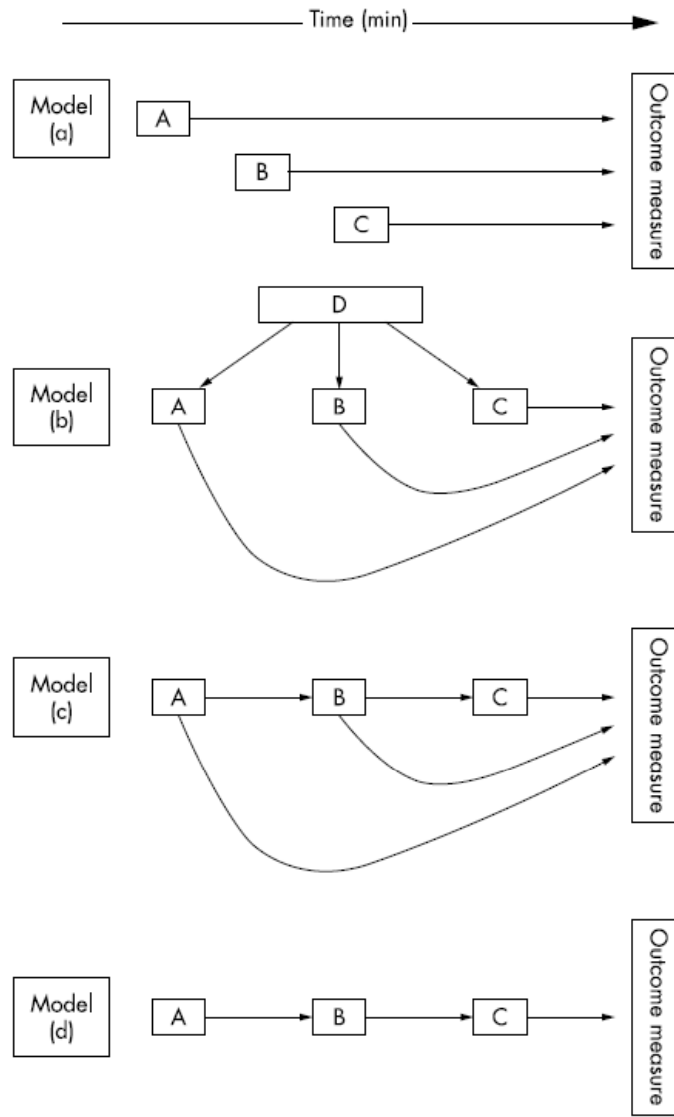 Time (min)
Model
(a)
A
B
C
Outcome measure
D
Model
(b)
A
B
C
Outcome measure
Model
(c)
A
B
C
Outcome measure
Model
(d)
A
B
C
Outcome measure